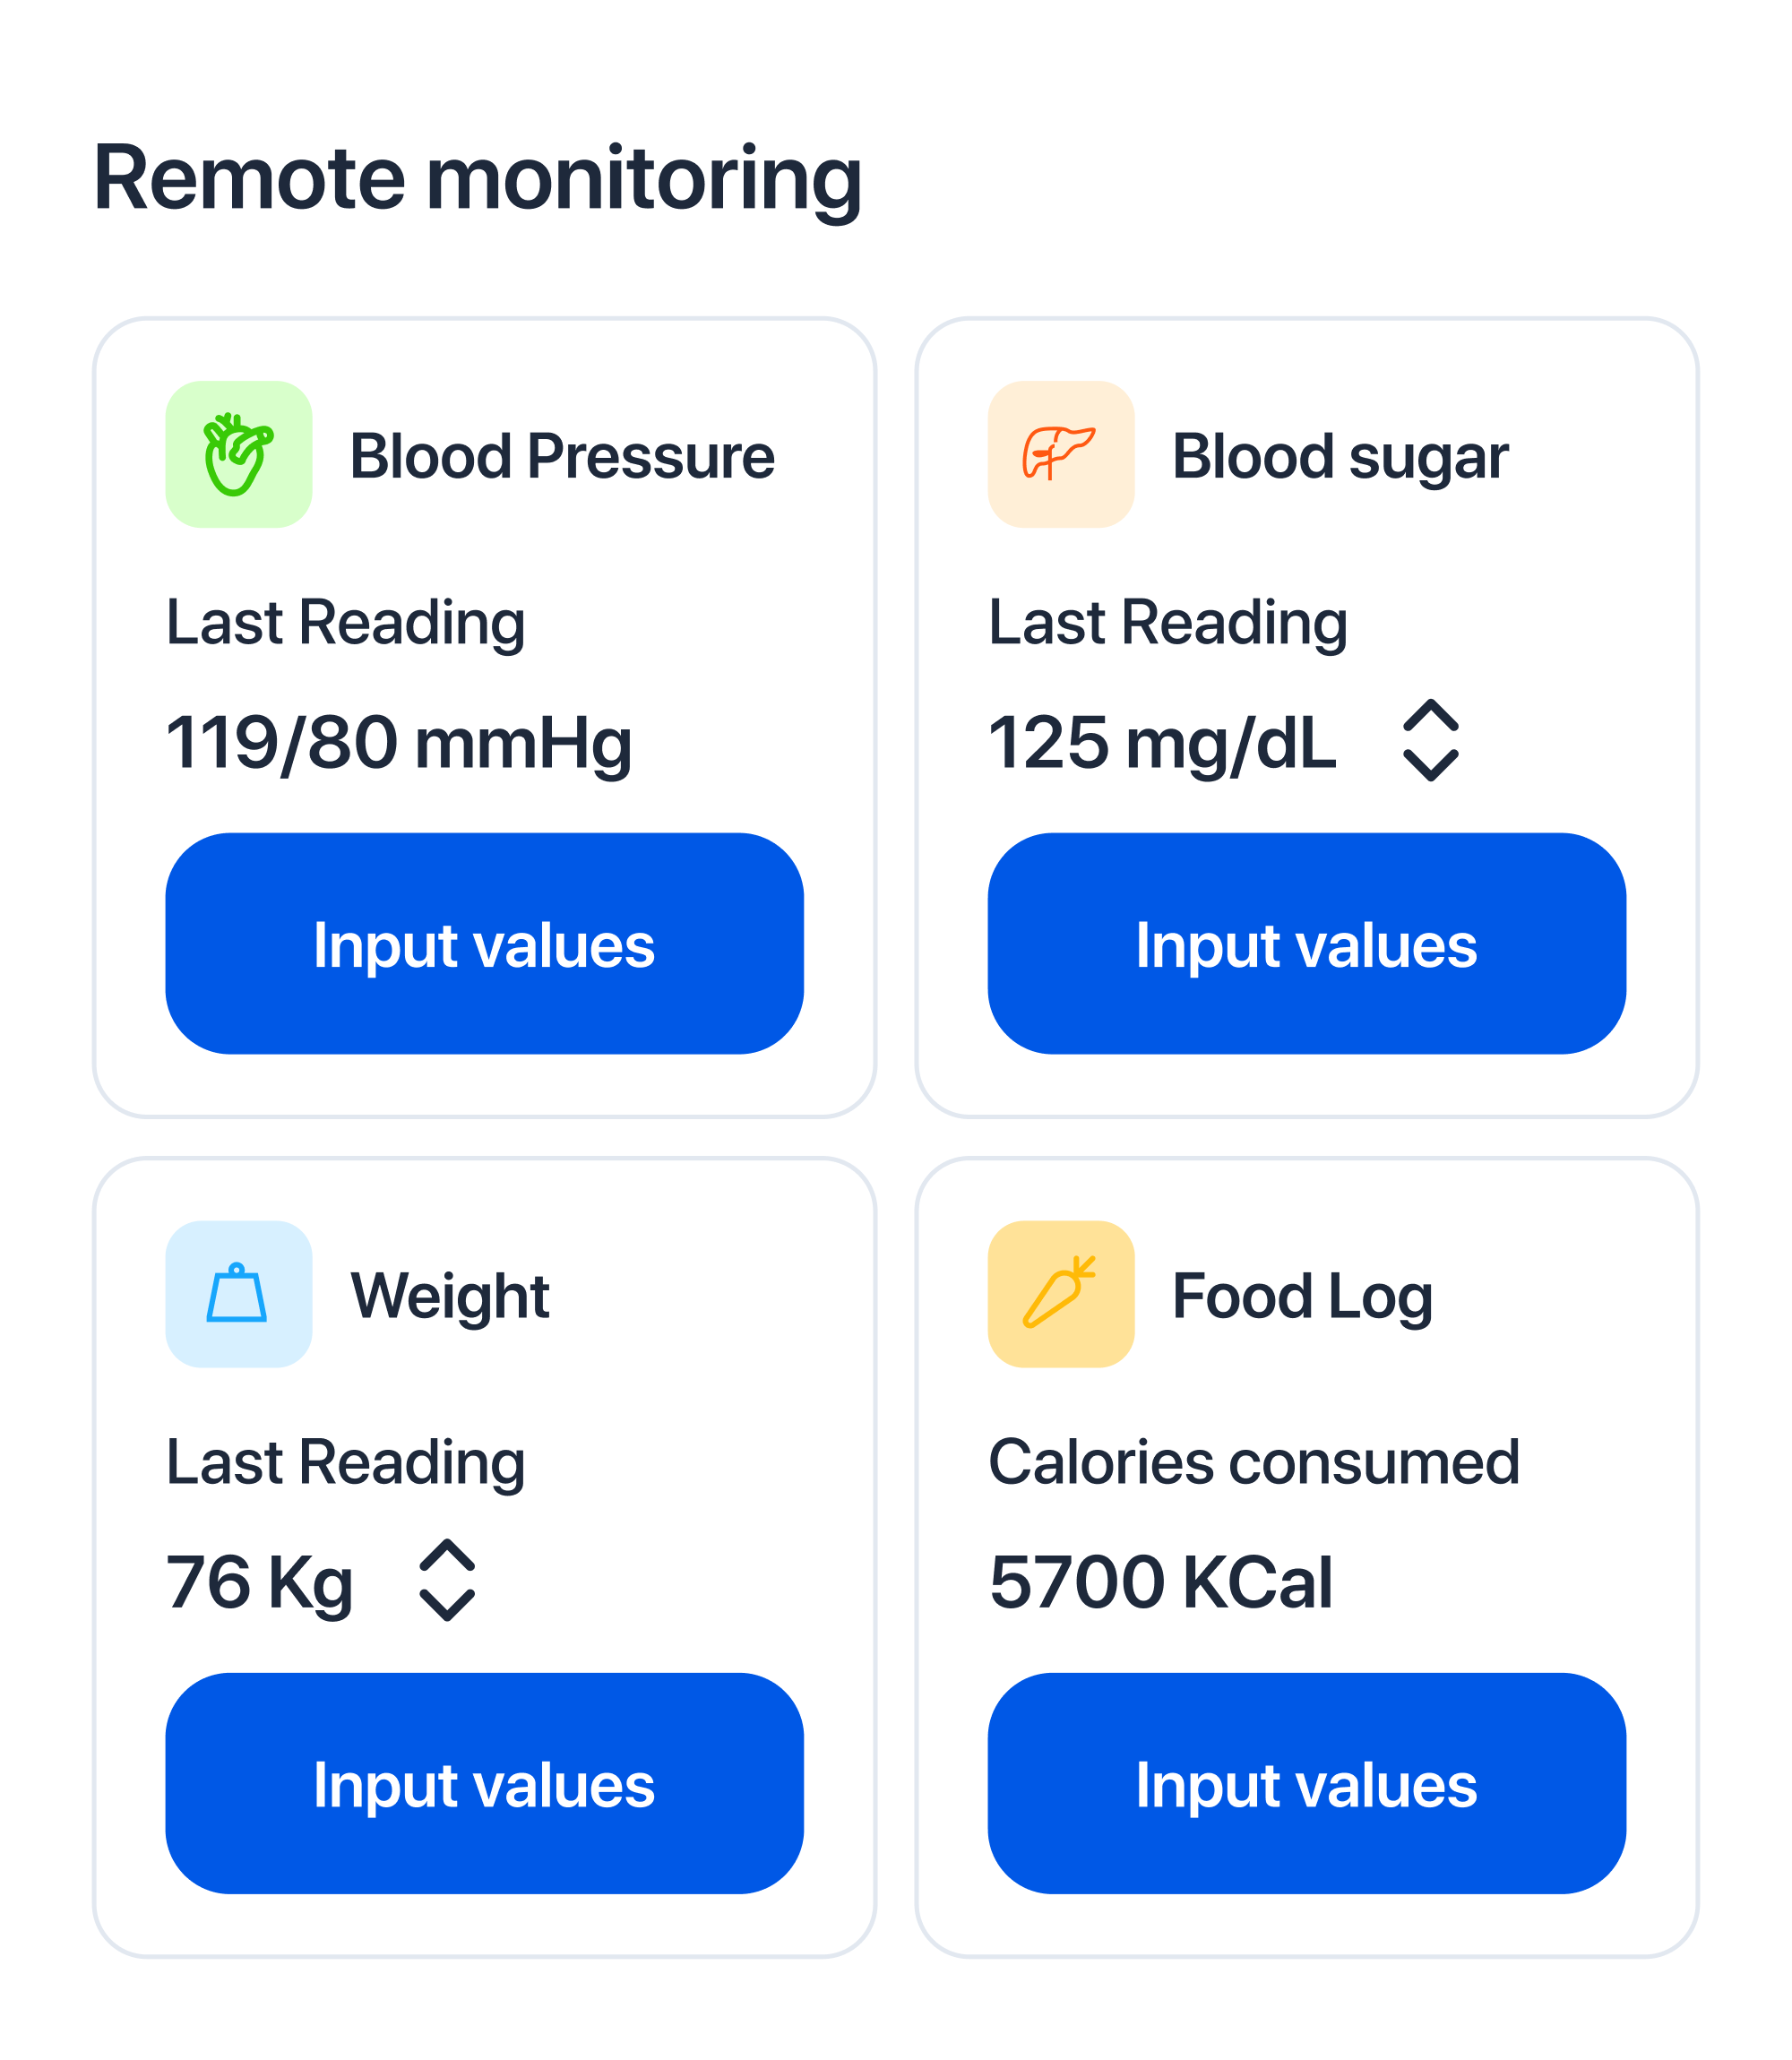 Remote monitoring
Blood Pressure
Last Reading
119/80 mmHg
Input values
Blood sugar
Last Reading
125 mg/dL
Input values
Weight
Last Reading
76 Kg
Input values
Food Log
Calories consumed
5700 KCal
Input values